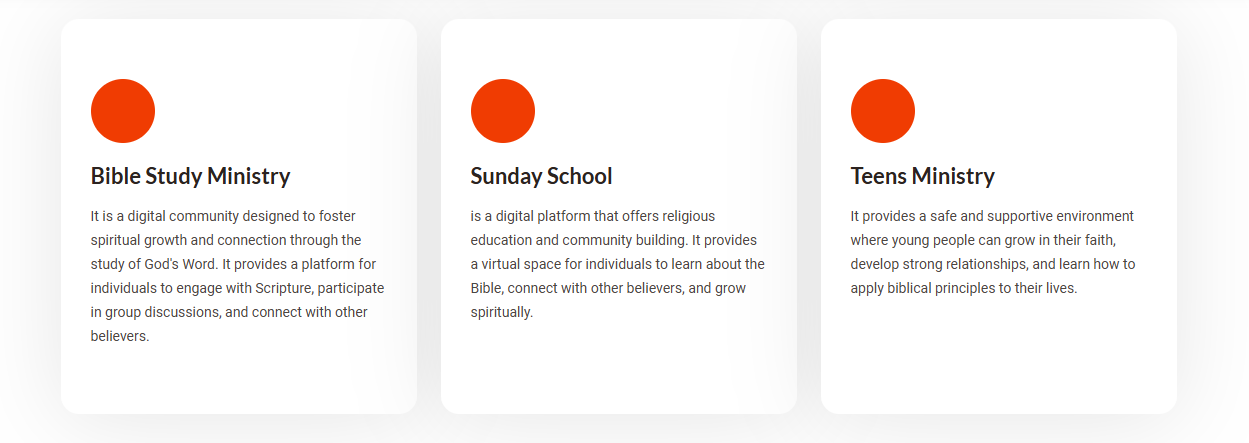 Bible Study Ministry
It is a digital community designed to foster
spiritual growth and connection through the
study of God's Word. It provides a platform for
individuals to engage with Scripture, participate
in group discussions, and connect with other
believers.
Sunday School
is a digital platform that offers religious
education and community building. It provides
a virtual space for individuals to learn about the
Bible, connect with other believers, and grow
spiritually.
Teens Ministry
It provides a safe and supportive environment
where young people can grow in their faith,
develop strong relationships, and learn how to
apply biblical principles to their lives.